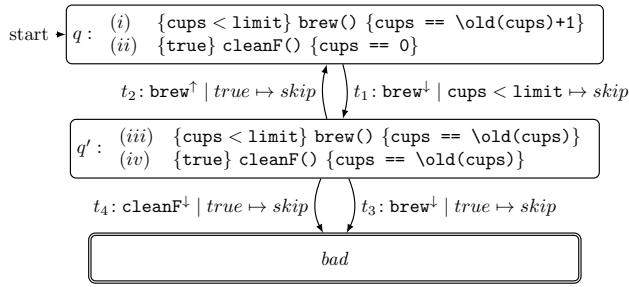 (i) {cups < limit} brew() {cups == \old(cups)+1}
start q : (ii) {true} cleanF() {cups == 0}
t₂: brew↑ | true ↦ skip t₁: brew↓ | cups < limit ↦ skip
(iii) {cups < limit} brew() {cups == \old(cups)}
q′ : (iv) {true} cleanF() {cups == \old(cups)}
t₄: cleanF↓ | true ↦ skip t₃: brew↓ | true ↦ skip
bad